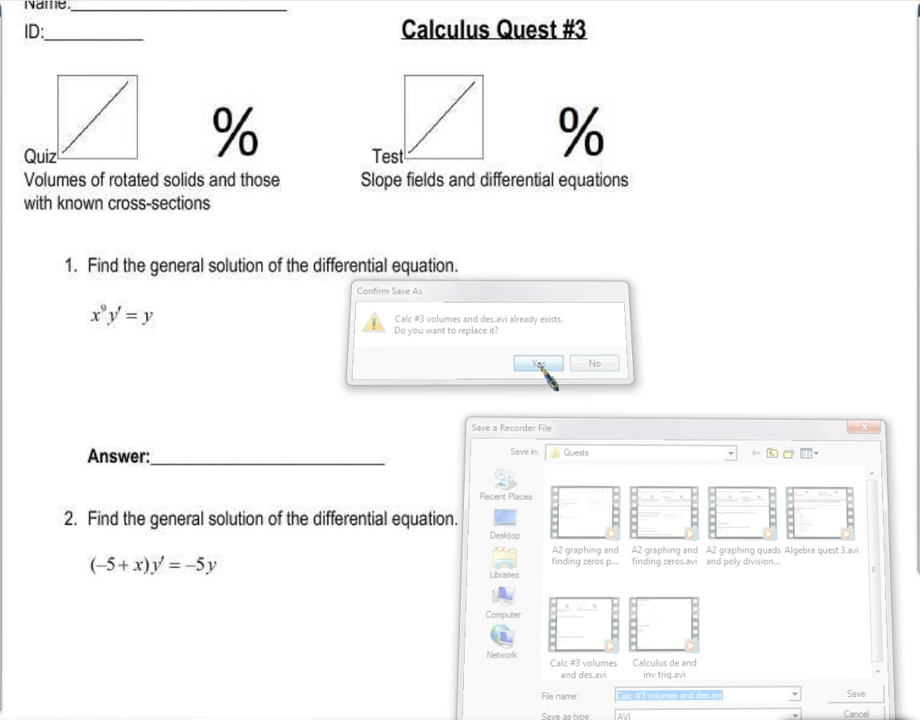 Name:
ID:
Calculus Quest #3
Quiz
%
Test
%
Volumes of rotated solids and those
with known cross-sections
Slope fields and differential equations
1. Find the general solution of the differential equation.
x⁹y′ = y
Confirm Save As
Calc #3 volumes and des.avi already exists.
Do you want to replace it?
Yes
No
Answer:
2. Find the general solution of the differential equation.
(−5 + x)y′ = −5y
Save a Recorder File
Save in:
Quests
Recent Places
Desktop
Libraries
Computer
Network
A2 graphing and
finding zeros p...
A2 graphing and
finding zeros.avi
A2 graphing quads
and poly division...
Algebra quest 3.avi
Calc #3 volumes
and des.avi
Calculus de and
inv trig.avi
File name:
Calc #3 volumes and des.avi
Save
Save as type:
AVI
Cancel